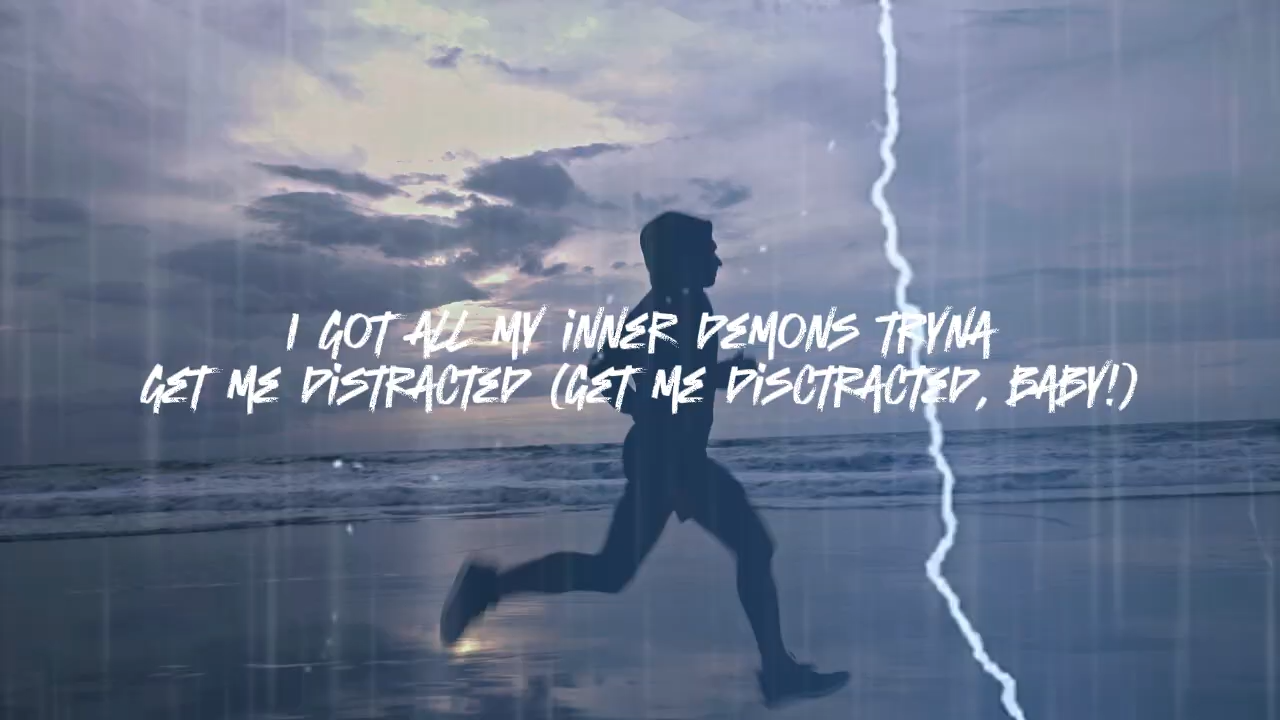 I GOT ALL MY iNNER DEMONS TRYNA
GET ME DiSTRACTED (GET ME DiSCTRACTED, BABY!)